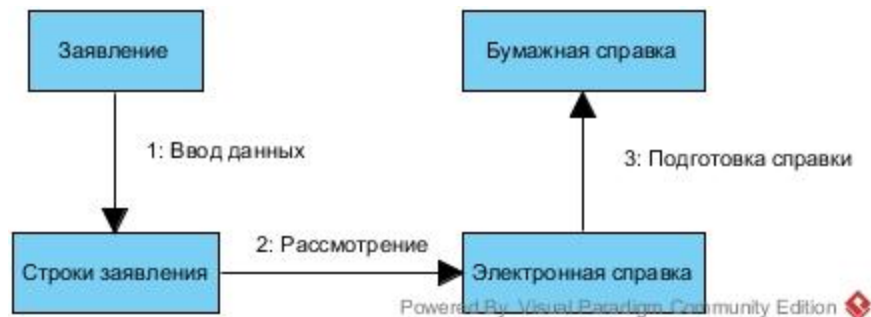 Заявление
Бумажная справка
1: Ввод данных
3: Подготовка справки
2: Рассмотрение
Строки заявления
Электронная справка
Powered By Visual Paradigm Community Edition